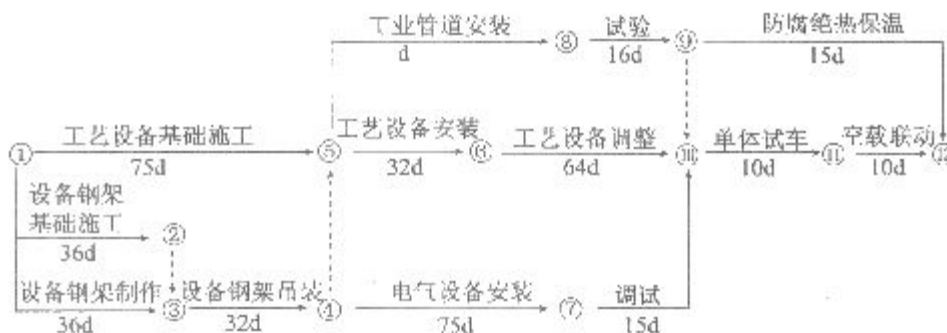 工业管道安装
d
⑧
试验
16d
⑨
防腐绝热保温
15d
①
工艺设备基础施工
75d
⑤
工艺设备安装
32d
⑥
工艺设备调整
64d
⑩
单体试车
10d
⑪
空载联动
10d
⑫
设备钢架
基础施工
36d
②
设备钢架制作
36d
③
设备钢架吊装
32d
④
电气设备安装
75d
⑦
调试
15d